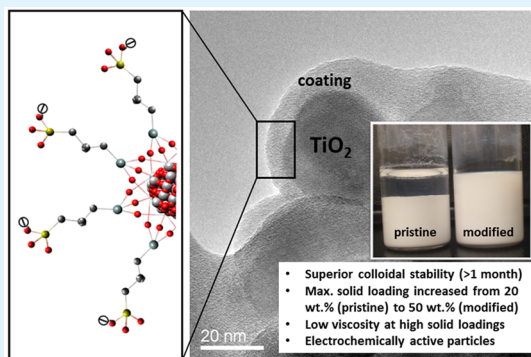 coating
TiO₂
pristine
modified
• Superior colloidal stability (>1 month)
• Max. solid loading increased from 20
wt.% (pristine) to 50 wt.% (modified)
• Low viscosity at high solid loadings
• Electrochemically active particles
20 nm